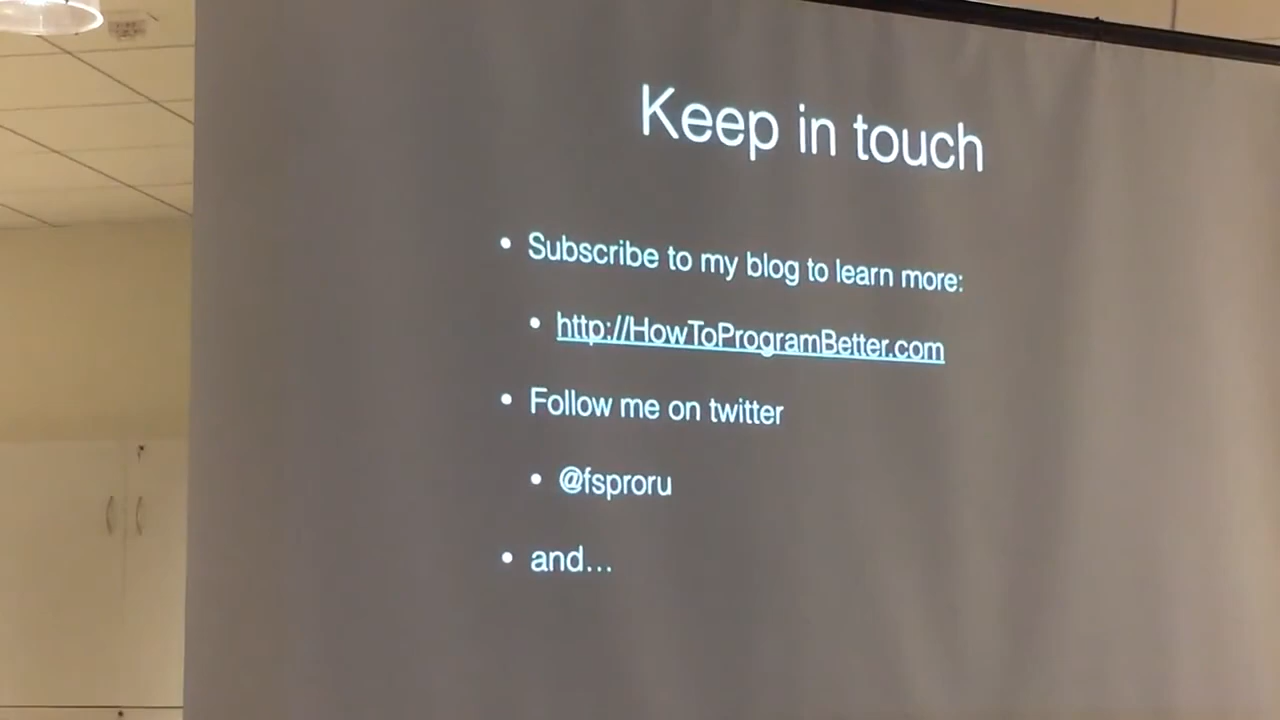 Keep in touch
• Subscribe to my blog to learn more:
• http://HowToProgramBetter.com
• Follow me on twitter
• @fsproru
• and...